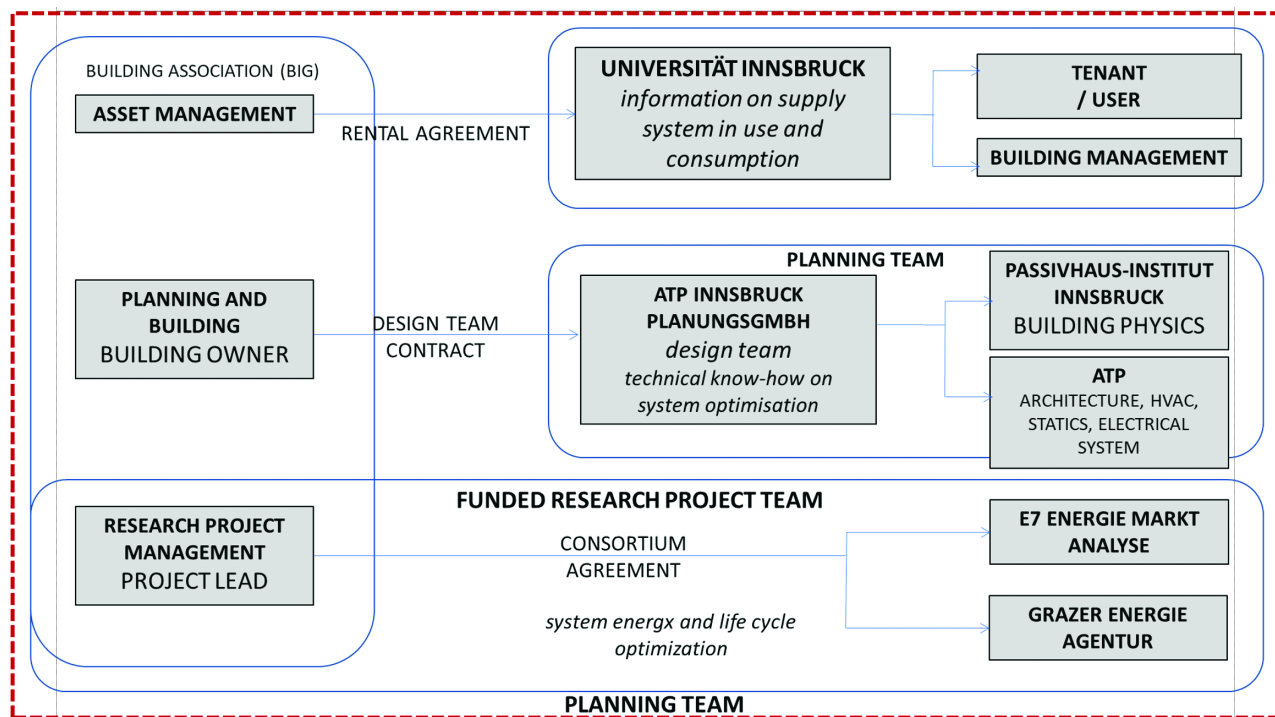 BUILDING ASSOCIATION (BIG)
ASSET MANAGEMENT
RENTAL AGREEMENT
UNIVERSITÄT INNSBRUCK
information on supply
system in use and
consumption
TENANT
/ USER
BUILDING MANAGEMENT
PLANNING AND
BUILDING
BUILDING OWNER
DESIGN TEAM
CONTRACT
PLANNING TEAM
ATP INNSBRUCK
PLANUNGSGMBH
design team
technical know-how on
system optimisation
PASSIVHAUS-INSTITUT
INNSBRUCK
BUILDING PHYSICS
ATP
ARCHITECTURE, HVAC,
STATICS, ELECTRICAL
SYSTEM
FUNDED RESEARCH PROJECT TEAM
RESEARCH PROJECT
MANAGEMENT
PROJECT LEAD
CONSORTIUM
AGREEMENT
system energx and life cycle
optimization
E7 ENERGIE MARKT
ANALYSE
GRAZER ENERGIE
AGENTUR
PLANNING TEAM